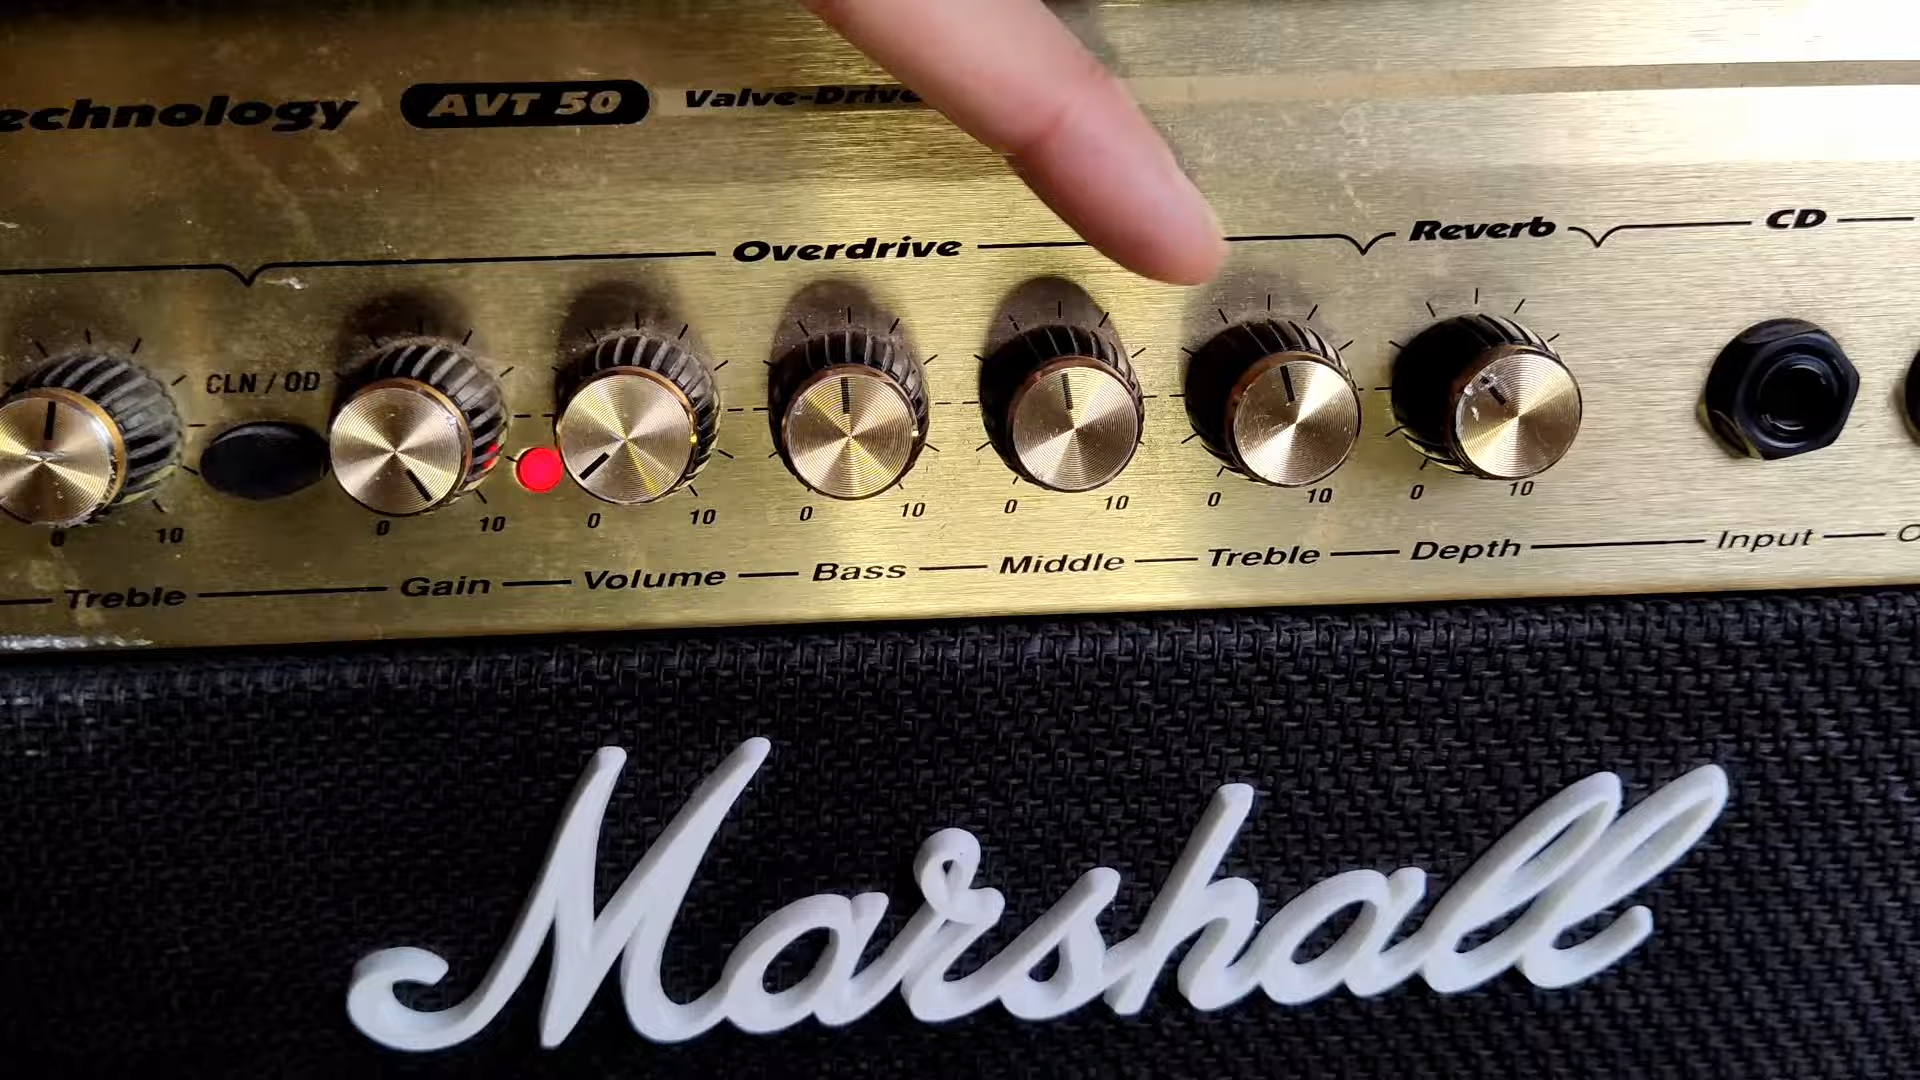 echnology AVT 50 Valve-Drive
Overdrive Reverb CD
CLN / OD
0 10 0 10 0 10 0 10 0 10 0 10 0 10
Treble Gain Volume Bass Middle Treble Depth Input
Marshall